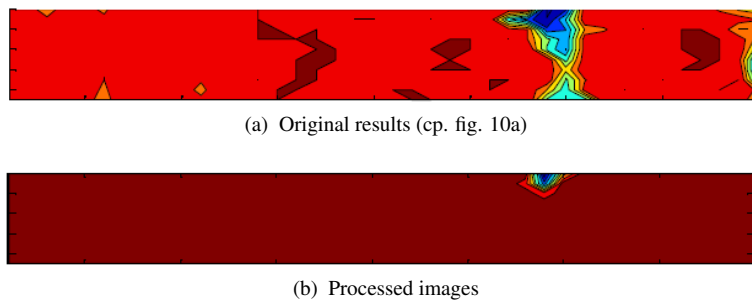 (a) Original results (cp. fig. 10a)
(b) Processed images